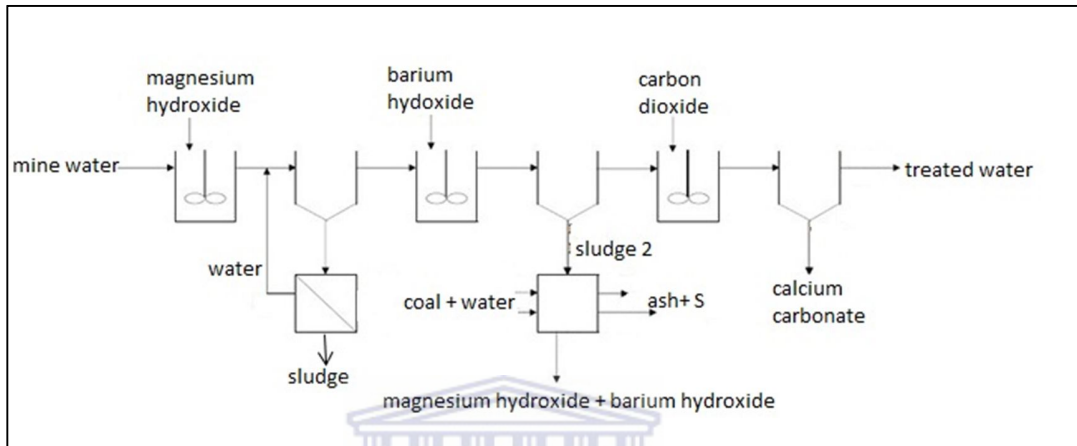 magnesium
hydroxide
barium
hydoxide
carbon
dioxide
mine water
treated water
water
sludge 2
coal + water
ash+ S
calcium
carbonate
sludge
magnesium hydroxide + barium hydroxide